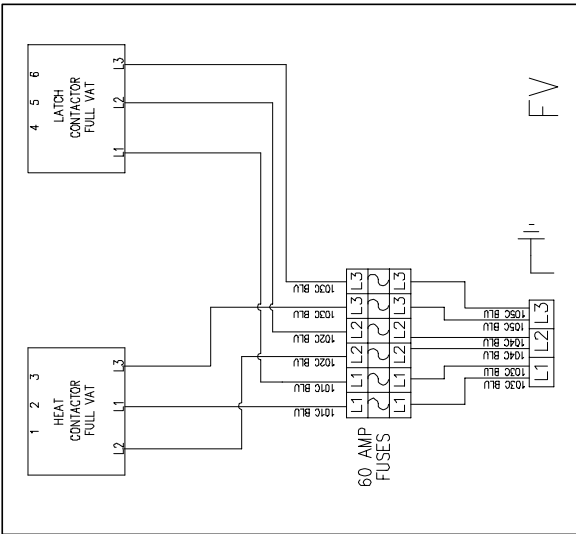 1 2 3
HEAT
CONTACTOR
FULL VAT
L2 L1 L3
4 5 6
LATCH
CONTACTOR
FULL VAT
L1 L2 L3
101C BLU
101C BLU
102C
102C
103C BLU
103C BLU
60 AMP
FUSES
L1 L1 L2 L2 L3 L3
L1 L1 L2 L2 L3 L3
103C BLU
103C BLU
104C BLU
104C BLU
105C BLU
105C BLU
L1 L2 L3
FV